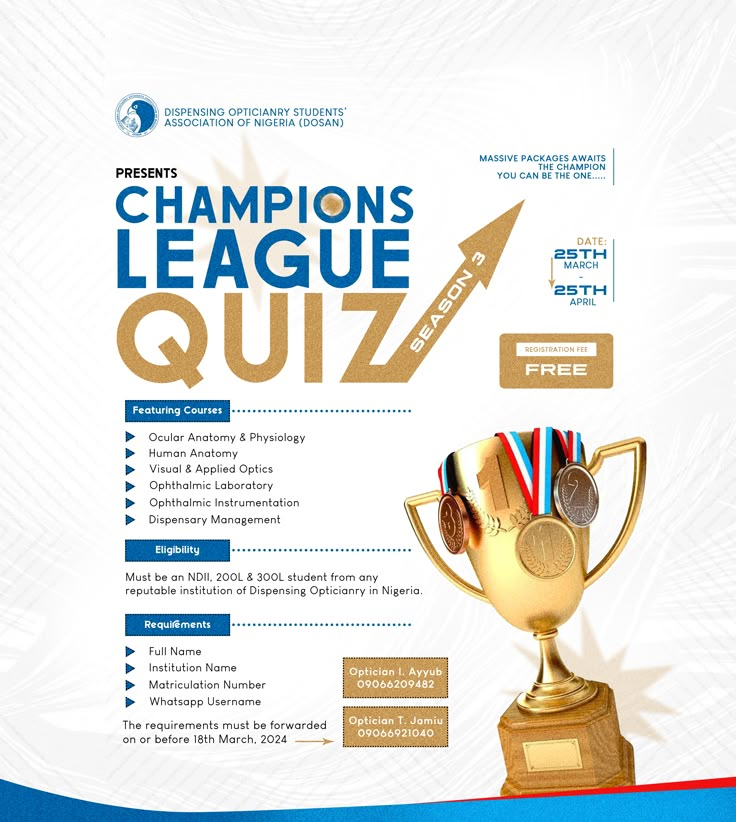 DISPENSING OPTICIANRY STUDENTS'
ASSOCIATION OF NIGERIA (DOSAN)
PRESENTS
CHAMPIONS
LEAGUE
QUIZ
SEASON 3
MASSIVE PACKAGES AWAITS
THE CHAMPION
YOU CAN BE THE ONE.....
DATE:
25TH
MARCH
-
25TH
APRIL
REGISTRATION FEE
FREE
Featuring Courses
Ocular Anatomy & Physiology
Human Anatomy
Visual & Applied Optics
Ophthalmic Laboratory
Ophthalmic Instrumentation
Dispensary Management
Eligibility
Must be an NDII, 200L & 300L student from any
reputable institution of Dispensing Opticianry in Nigeria.
Requirements
Full Name
Institution Name
Matriculation Number
Whatsapp Username
The requirements must be forwarded
on or before 18th March, 2024
Optician I. Ayyub
09066209482
Optician T. Jamiu
09066921040
1
3
1
2